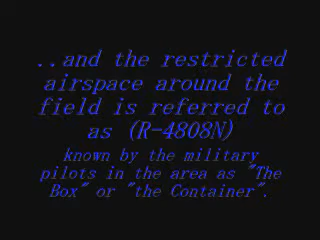 ..and the restricted
airspace around the
field is referred to
as (R-4808N)
known by the military
pilots in the area as "The
Box" or "the Container".